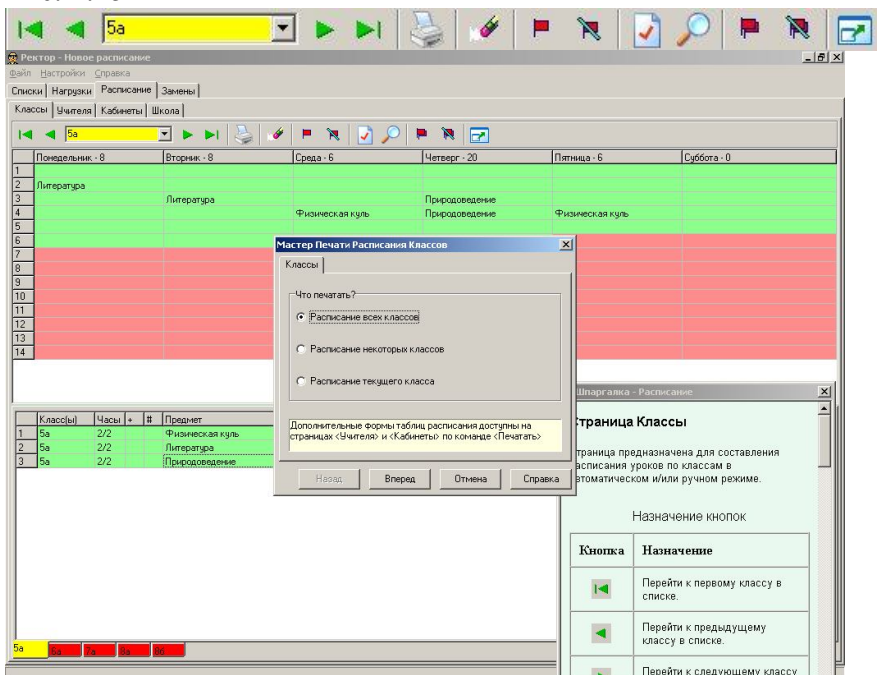 5а
Ректор - Новое расписание
Файл Настройки Справка
Списки Нагрузки Расписание Замены
Классы Учителя Кабинеты Школа
5а
Понедельник - 8 Вторник - 8 Среда - 6 Четверг - 20 Пятница - 6 Суббота - 0
1
2 Литература
3 Литература Природоведение
4 Физическая куль Природоведение Физическая куль
5
6
7
8
9
10
11
12
13
14
Мастер Печати Расписания Классов
Классы
Что печатать?
Расписание всех классов
Расписание некоторых классов
Расписание текущего класса
Дополнительные формы таблиц расписания доступны на
страницах <Учителя> и <Кабинеты> по команде <Печатать>
Назад Вперед Отмена Справка
Класс(ы) Часы + # Предмет
1 5а 2/2 Физическая куль
2 5а 2/2 Литература
3 5а 2/2 Природоведение
Шпаргалка - Расписание
Страница Классы
траница предназначена для составления
расписания уроков по классам в
автоматическом и/или ручном режиме.
Назначение кнопок
Кнопка Назначение
Перейти к первому классу в
списке.
Перейти к предыдущему
классу в списке.
Перейти к следующему классу
5а 6а 7а 8а 8б